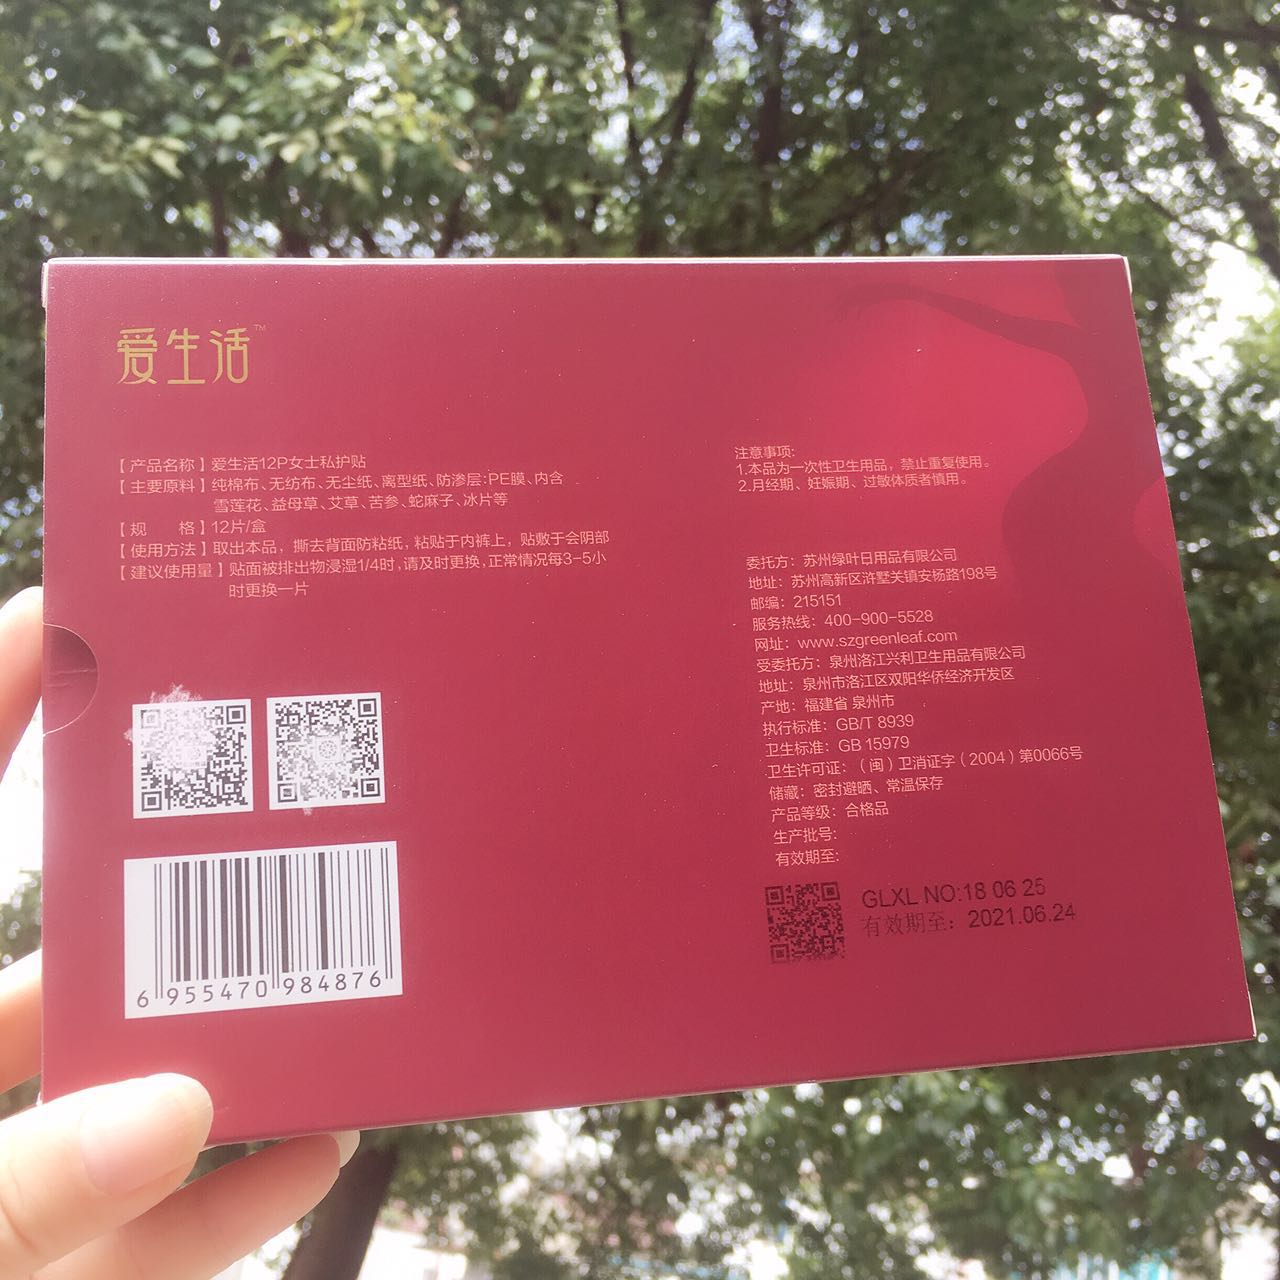 爱生活™
【产品名称】爱生活12P女士私护贴
【主要原料】纯棉布、无纺布、无尘纸、离型纸、防渗层:PE膜、内含
雪莲花、益母草、艾草、苦参、蛇麻子、冰片等
【规 格】12片/盒
【使用方法】取出本品，撕去背面防粘纸，粘贴于内裤上，贴敷于会阴部
【建议使用量】贴面被排出物浸湿1/4时,请及时更换,正常情况每3-5小
时更换一片
6 955470 984876
注意事项:
1.本品为一次性卫生用品，禁止重复使用。
2.月经期、妊娠期、过敏体质者慎用。
委托方：苏州绿叶日用品有限公司
地址：苏州高新区浒墅关镇安杨路198号
邮编：215151
服务热线：400-900-5528
网址：www.szgreenleaf.com
受委托方：泉州洛江兴利卫生用品有限公司
地址：泉州市洛江区双阳华侨经济开发区
产地：福建省 泉州市
执行标准：GB/T 8939
卫生标准：GB 15979
卫生许可证：（闽）卫消证字（2004）第0066号
储藏：密封避晒、常温保存
产品等级：合格品
生产批号:
有效期至:
GLXL NO:18 06 25
有效期至：2021.06.24